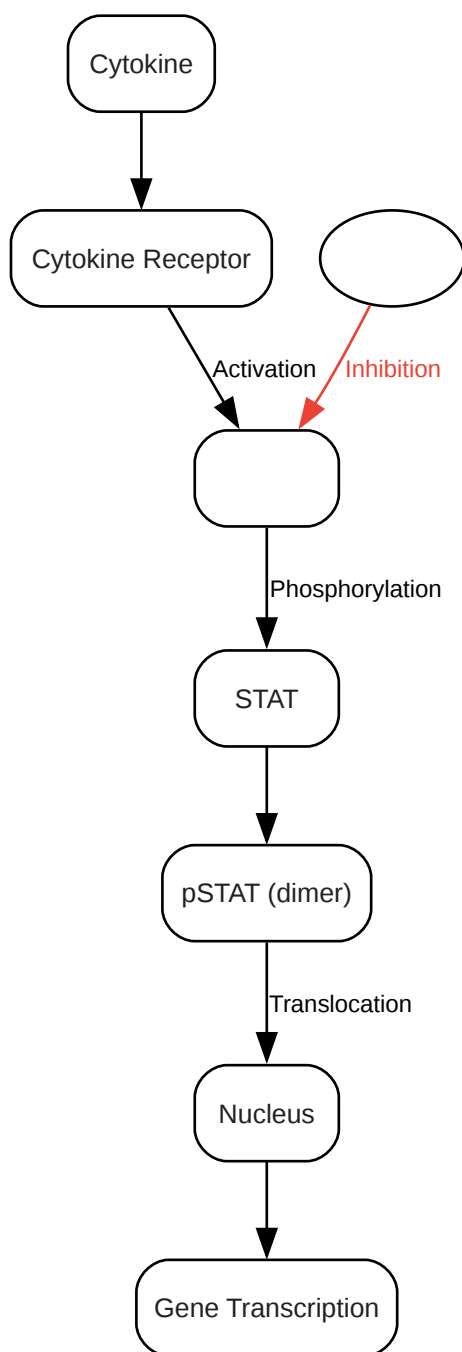 Cytokine
Cytokine Receptor
Activation
Inhibition
Phosphorylation
STAT
pSTAT (dimer)
Translocation
Nucleus
Gene Transcription